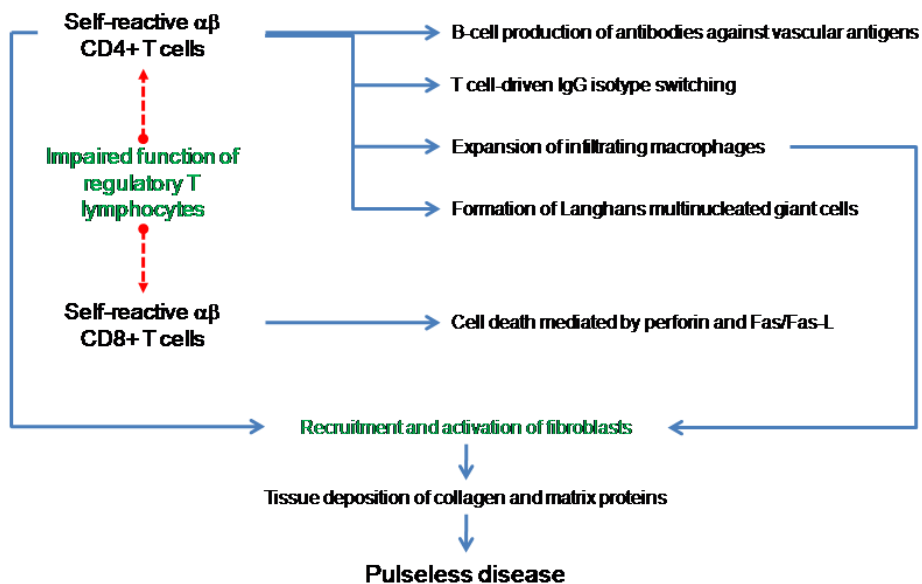 Self-reactive αβ
CD4+ T cells
B-cell production of antibodies against vascular antigens
T cell-driven IgG isotype switching
Impaired function of
regulatory T
lymphocytes
Expansion of infiltrating macrophages
Formation of Langhans multinucleated giant cells
Self-reactive αβ
CD8+ T cells
Cell death mediated by perforin and Fas/Fas-L
Recruitment and activation of fibroblasts
Tissue deposition of collagen and matrix proteins
Pulseless disease